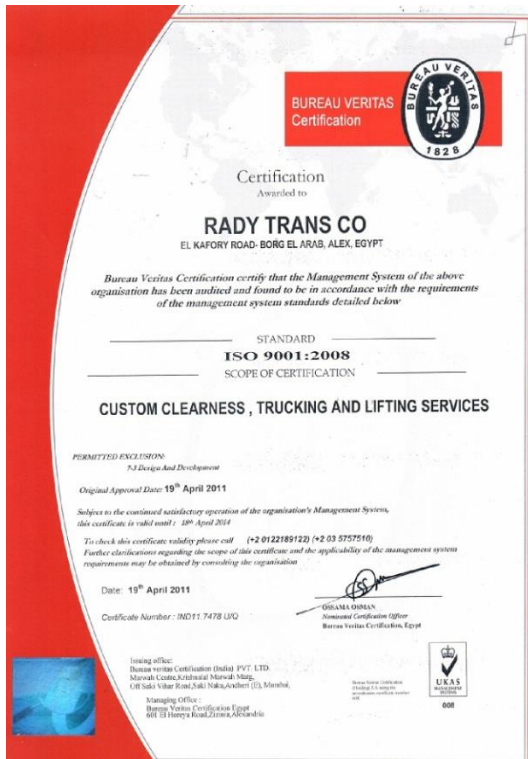 BUREAU VERITAS
Certification
BUREAU VERITAS
1828
Certification
Awarded to
RADY TRANS CO
EL KAFORY ROAD- BORG EL ARAB, ALEX, EGYPT
Bureau Veritas Certification certify that the Management System of the above
organisation has been audited and found to be in accordance with the requirements
of the management system standards detailed below
STANDARD
ISO 9001:2008
SCOPE OF CERTIFICATION
CUSTOM CLEARNESS , TRUCKING AND LIFTING SERVICES
PERMITTED EXCLUSION:
7-3 Design And Development
Original Approval Date: 19th April 2011
Subject to the continued satisfactory operation of the organisation's Management System,
this certificate is valid until : 18th April 2014
To check this certificate validity please call (+2 0122189122) (+2 03 5757510)
Further clarifications regarding the scope of this certificate and the applicability of the management system
requirements may be obtained by consulting the organisation
Date: 19th April 2011
Certificate Number : IND11.7478 U/Q
OSSAMA OSMAN
Nominated Certification Officer
Bureau Veritas Certification, Egypt
Issuing office:
Bureau veritas Certification (India) PVT. LTD.
Marwah Centre, Krishnalal Marwah Marg,
Off Saki Vihar Road, Saki Naka, Andheri (E), Mumbai,
Managing Office :
Bureau Veritas Certification Egypt
601 El Horeya Road, Zizinia, Alexandria
Bureau Veritas Certification
UKAS
MANAGEMENT
SYSTEMS
008